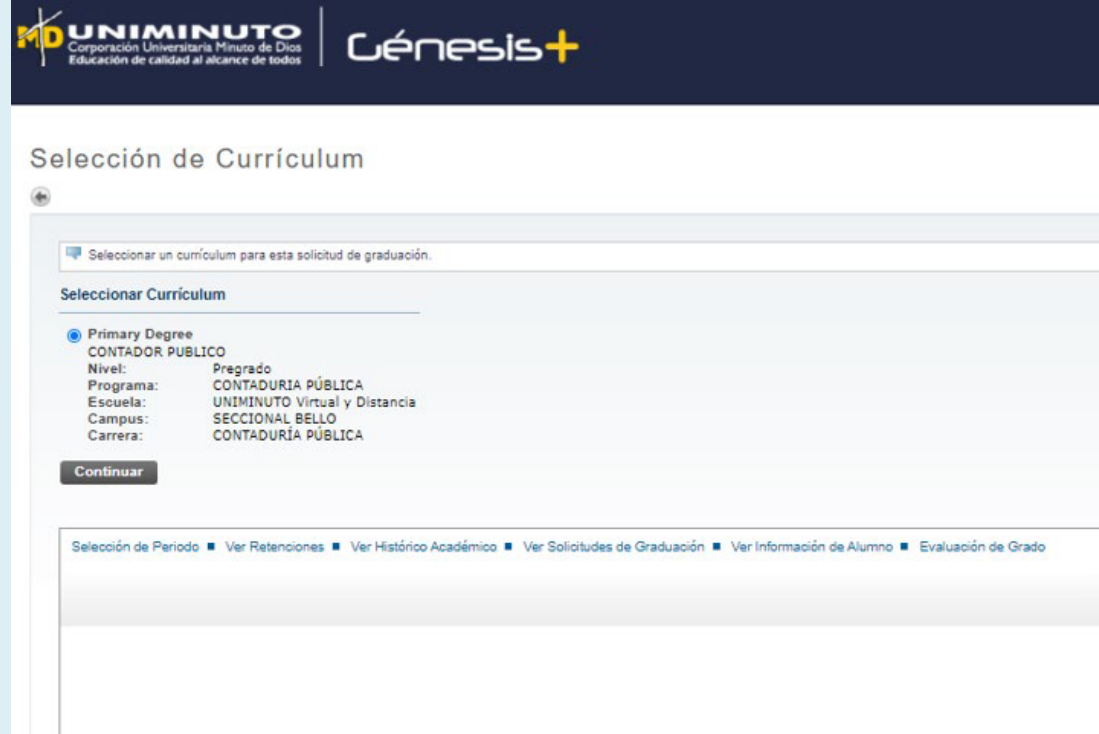 UNIMINUTO
Corporación Universitaria Minuto de Dios
Educación de calidad al alcance de todos
Génesis+
Selección de Currículum
Seleccionar un currículum para esta solicitud de graduación.
Seleccionar Currículum
Primary Degree
CONTADOR PUBLICO
Nivel: Pregrado
Programa: CONTADURIA PÚBLICA
Escuela: UNIMINUTO Virtual y Distancia
Campus: SECCIONAL BELLO
Carrera: CONTADURÍA PÚBLICA
Continuar
Selección de Periodo ■ Ver Retenciones ■ Ver Histórico Académico ■ Ver Solicitudes de Graduación ■ Ver Información de Alumno ■ Evaluación de Grado